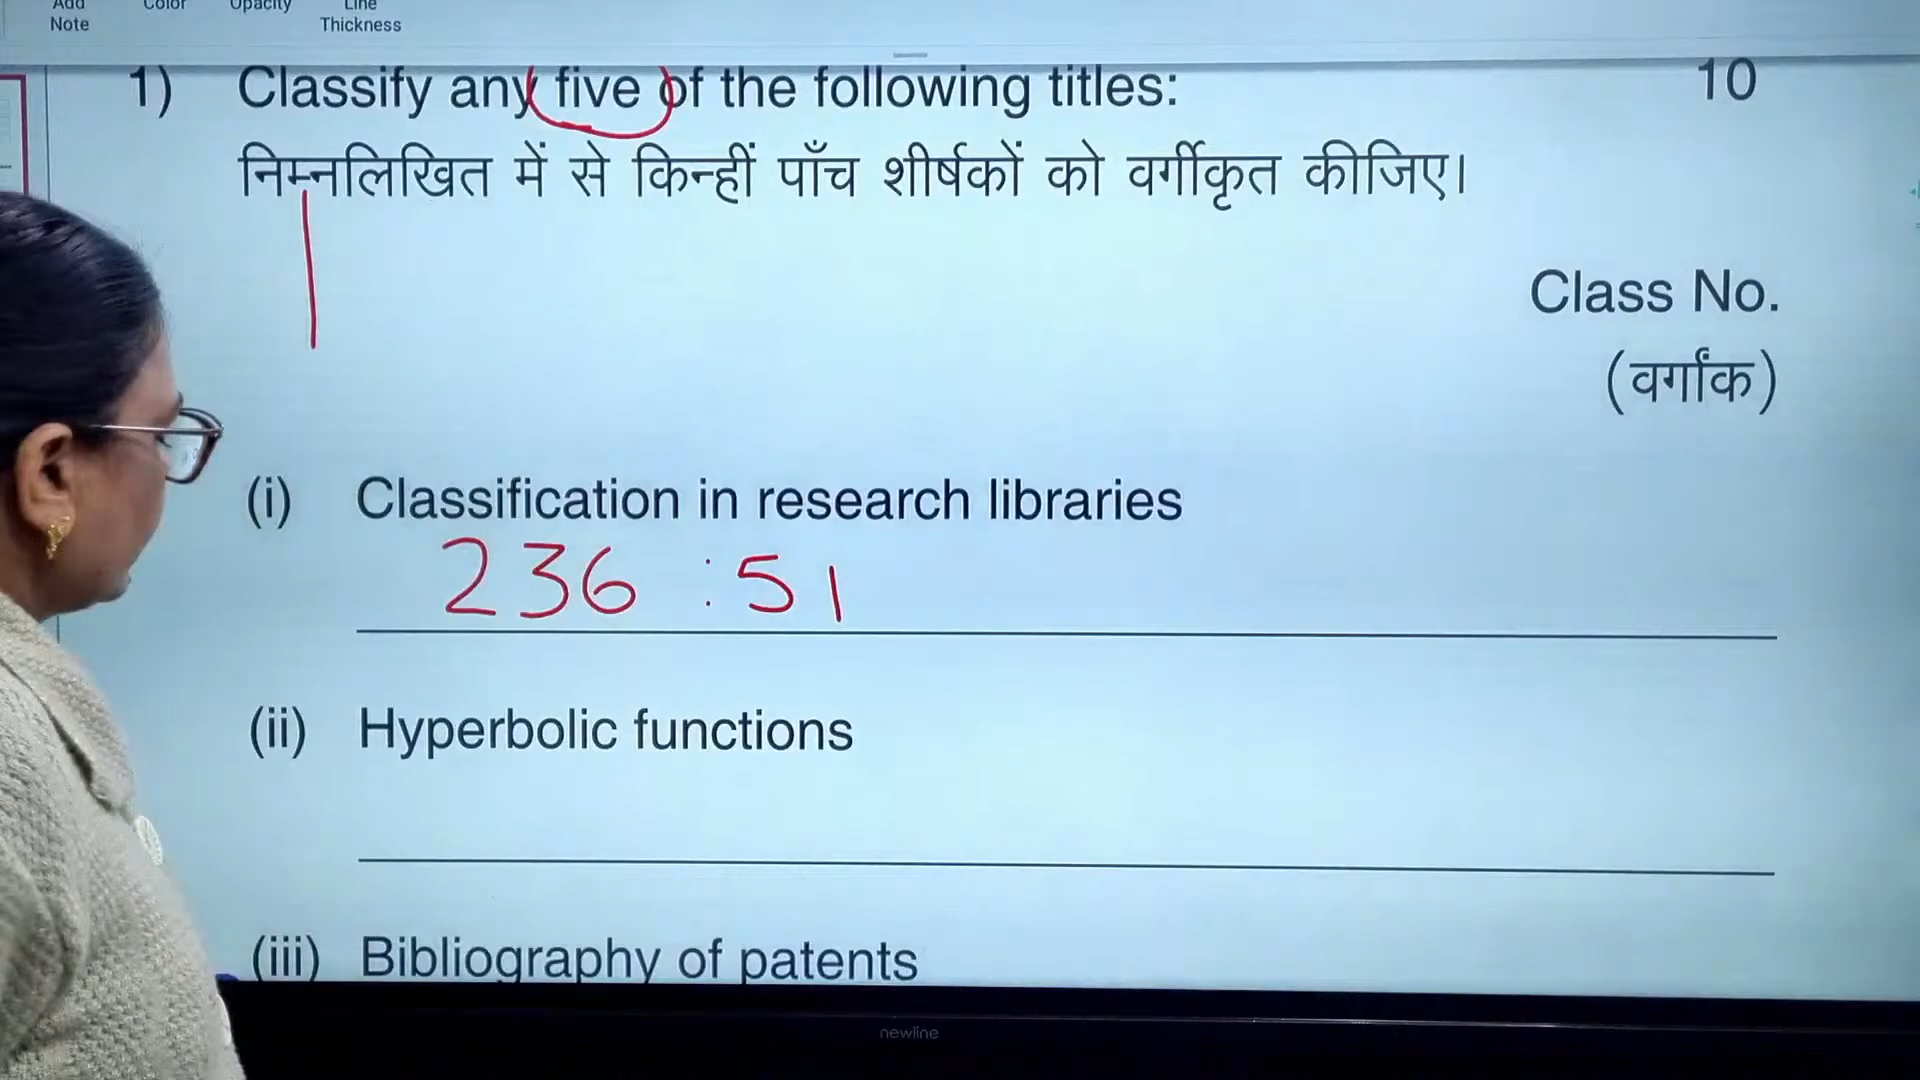 Add Color Opacity Line
Note Thickness
1) Classify any five of the following titles: 10
निम्नलिखित में से किन्हीं पाँच शीर्षकों को वर्गीकृत कीजिए।
Class No.
(वर्गांक)
(i) Classification in research libraries
236 : 51
(ii) Hyperbolic functions
(iii) Bibliography of patents
newline